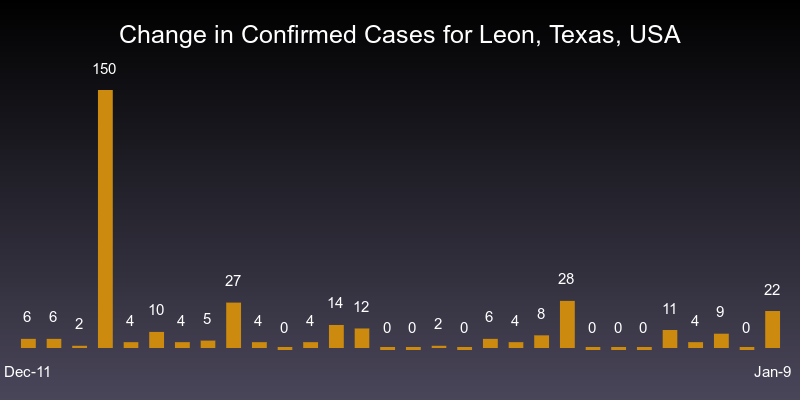 Change in Confirmed Cases for Leon, Texas, USA
6 6 2 150 4 10 4 5 27 4 0 4 14 12 0 0 2 0 6 4 8 28 0 0 0 11 4 9 0 22
Dec-11 Jan-9